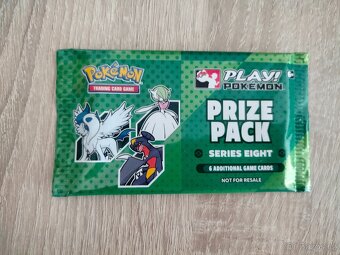 Pokémon
TRADING CARD GAME
PLAY!
POKÉMON
PRIZE
PACK
SERIES EIGHT
6 ADDITIONAL GAME CARDS
NOT FOR RESALE